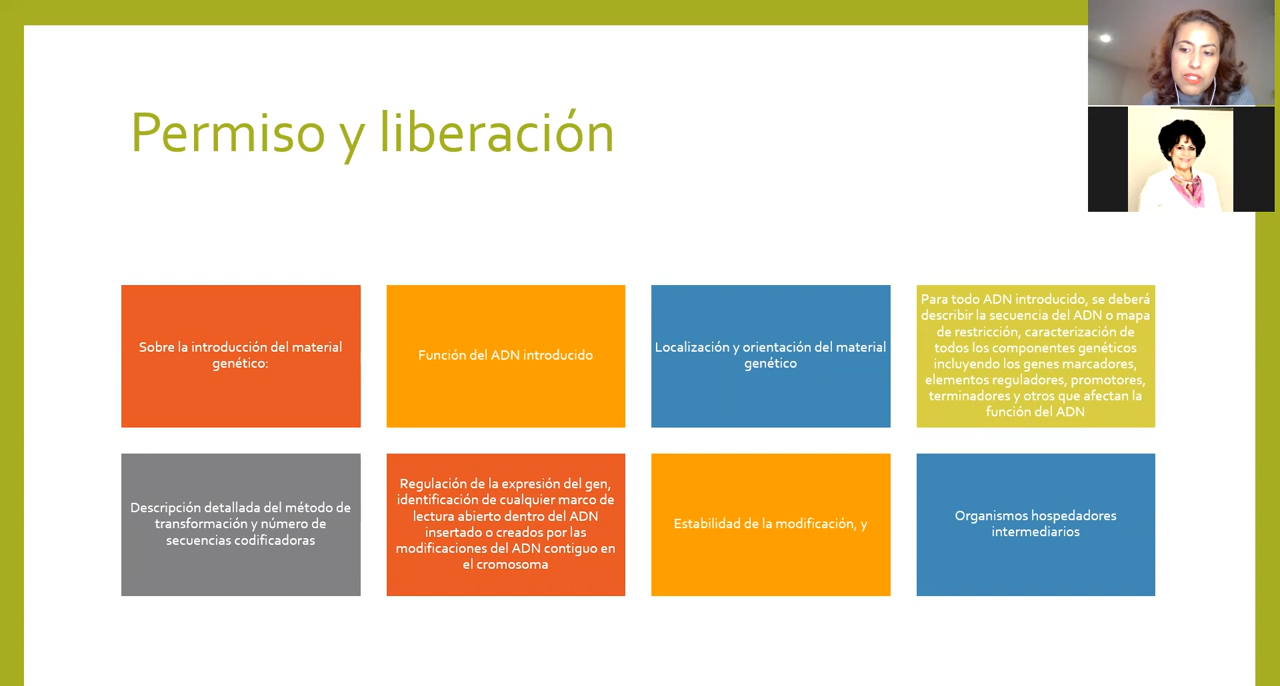 Permiso y liberación
Sobre la introducción del material
genético:
Función del ADN introducido
Localización y orientación del material
genético
Para todo ADN introducido, se deberá
describir la secuencia del ADN o mapa
de restricción, caracterización de
todos los componentes genéticos
incluyendo los genes marcadores,
elementos reguladores, promotores,
terminadores y otros que afectan la
función del ADN
Descripción detallada del método de
transformación y número de
secuencias codificadoras
Regulación de la expresión del gen,
identificación de cualquier marco de
lectura abierto dentro del ADN
insertado o creados por las
modificaciones del ADN contiguo en
el cromosoma
Estabilidad de la modificación, y
Organismos hospedadores
intermediarios